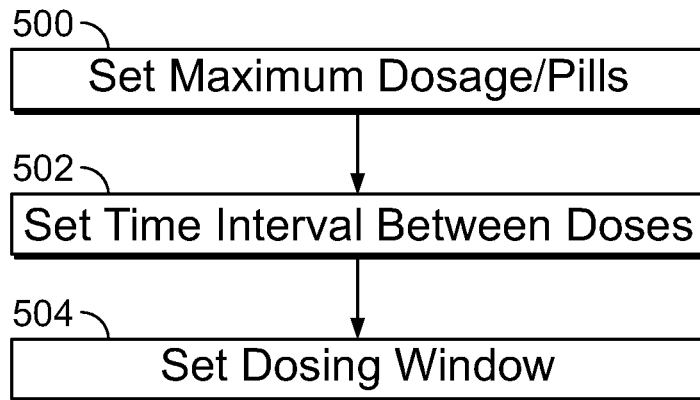 500
Set Maximum Dosage/Pills
502
Set Time Interval Between Doses
504
Set Dosing Window